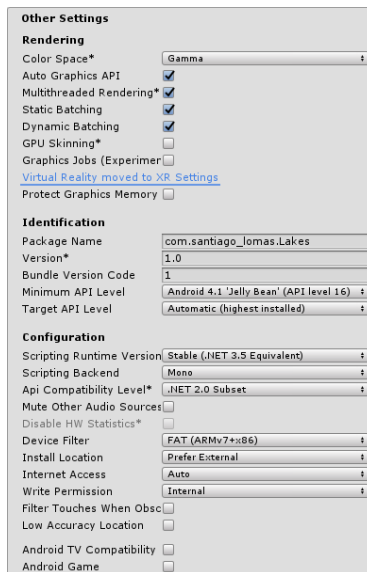 Other Settings
Rendering
Color Space* Gamma
Auto Graphics API
Multithreaded Rendering*
Static Batching
Dynamic Batching
GPU Skinning*
Graphics Jobs (Experimer
Virtual Reality moved to XR Settings
Protect Graphics Memory
Identification
Package Name com.santiago_lomas.Lakes
Version* 1.0
Bundle Version Code 1
Minimum API Level Android 4.1 'Jelly Bean' (API level 16)
Target API Level Automatic (highest installed)
Configuration
Scripting Runtime Version Stable (.NET 3.5 Equivalent)
Scripting Backend Mono
Api Compatibility Level* .NET 2.0 Subset
Mute Other Audio Sources
Disable HW Statistics*
Device Filter FAT (ARMv7+x86)
Install Location Prefer External
Internet Access Auto
Write Permission Internal
Filter Touches When Obsc
Low Accuracy Location
Android TV Compatibility
Android Game